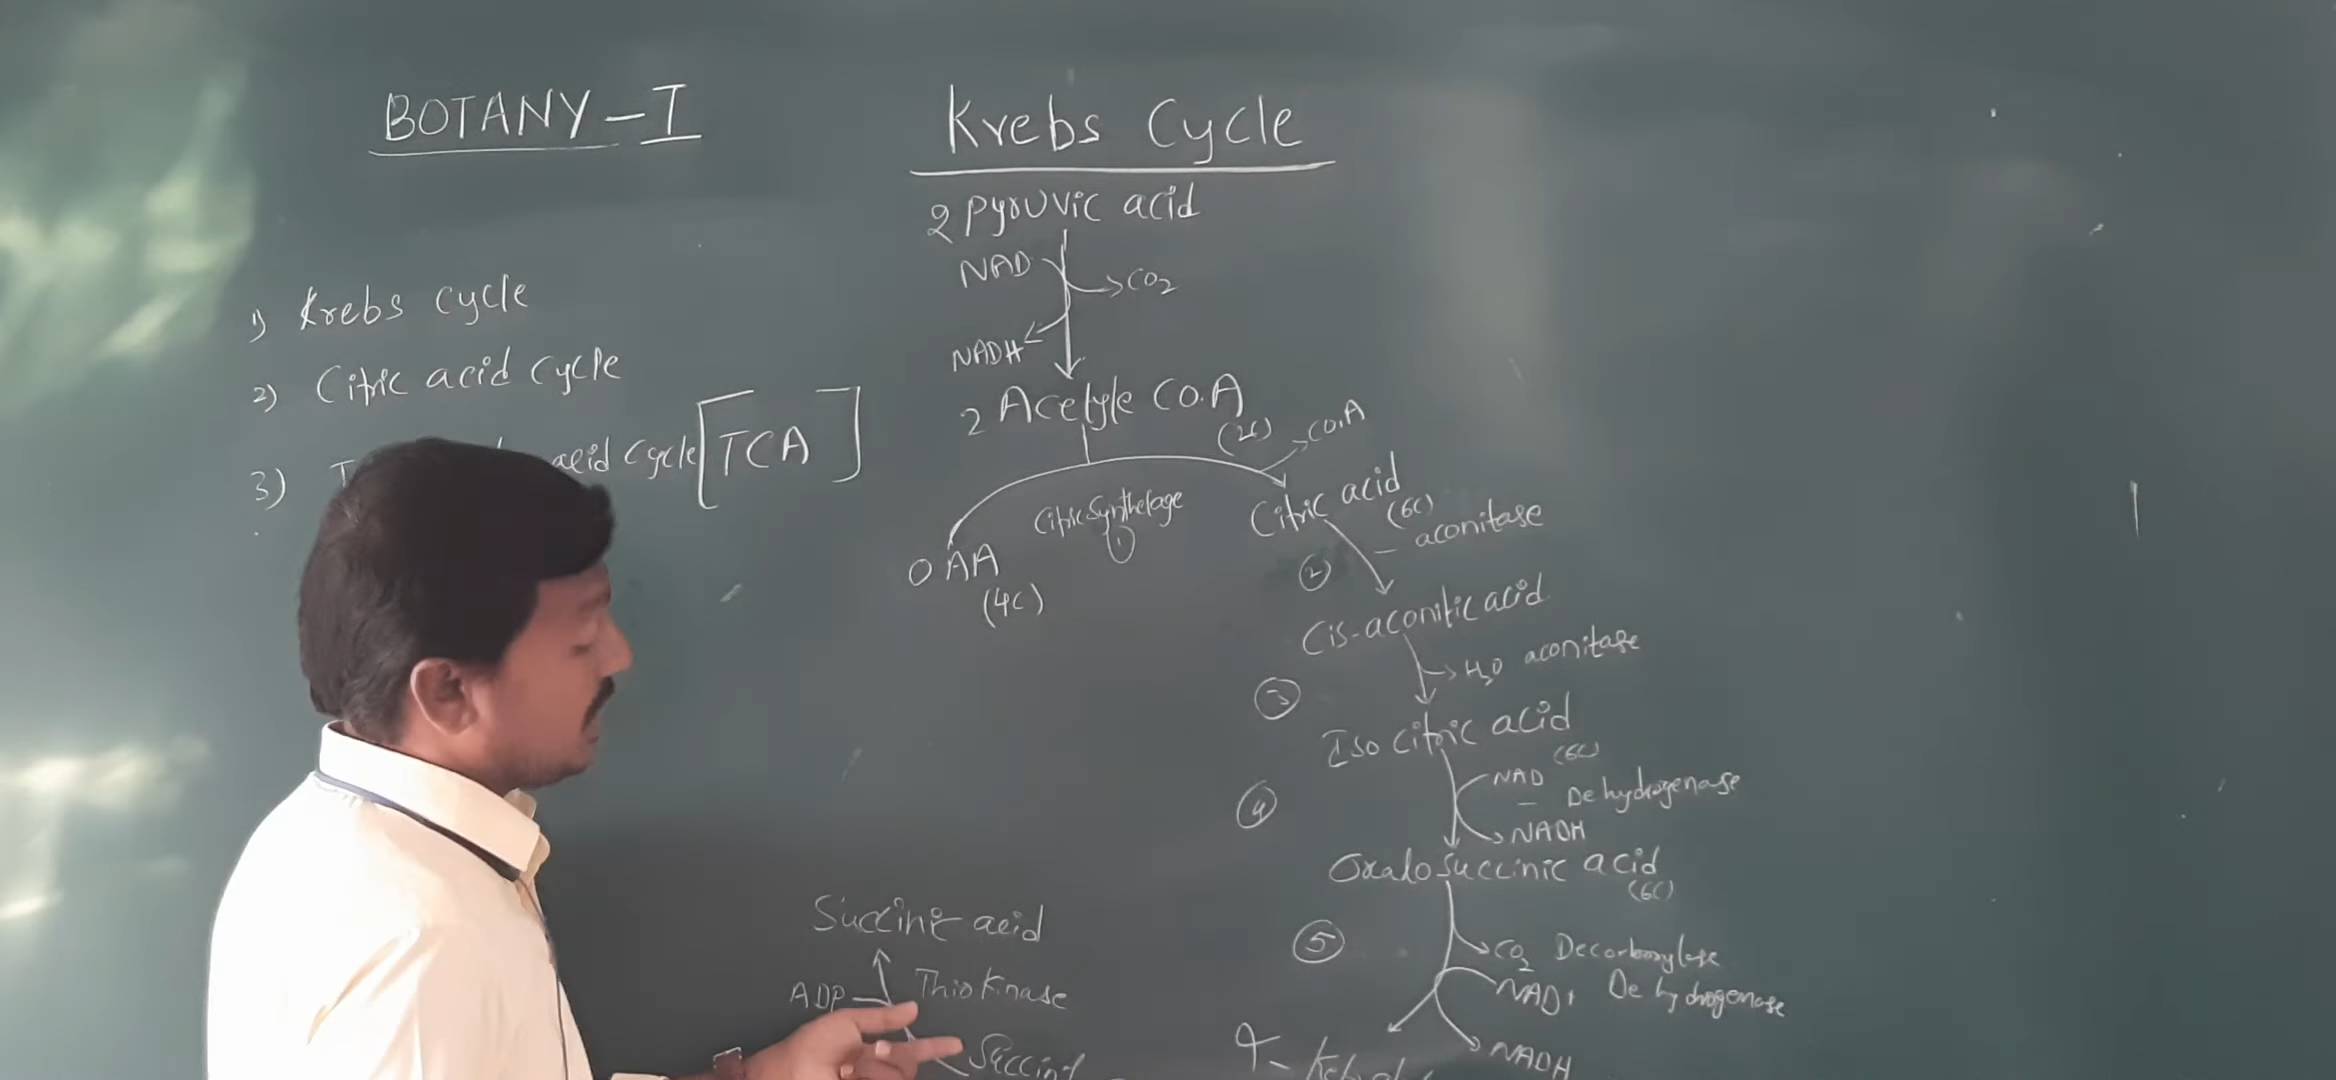 BOTANY-I
1) Krebs cycle
2) Citric acid cycle
3) acid cycle [TCA]
Krebs Cycle
2 pyruvic acid
NAD
CO2
NADH
2 Acetyle CO.A
(2C)
CO.A
Citric Synthelage
1
OAA
(4C)
Citric acid
(6C)
aconitase
2
Cis-aconitic acid
H2O aconitase
3
Iso citric acid
(6C)
NAD
4
Dehydrogenase
NADH
Oxalosuccinic acid
(6C)
5
CO2 Decorboxylase
NAD+ Dehydrogenase
NADH
Succinic acid
ADP
Thiokinase